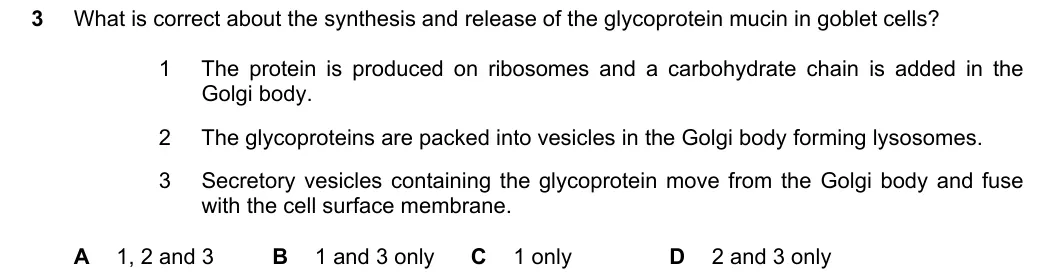 3 What is correct about the synthesis and release of the glycoprotein mucin in goblet cells?
1 The protein is produced on ribosomes and a carbohydrate chain is added in the
Golgi body.
2 The glycoproteins are packed into vesicles in the Golgi body forming lysosomes.
3 Secretory vesicles containing the glycoprotein move from the Golgi body and fuse
with the cell surface membrane.
A 1, 2 and 3 B 1 and 3 only C 1 only D 2 and 3 only